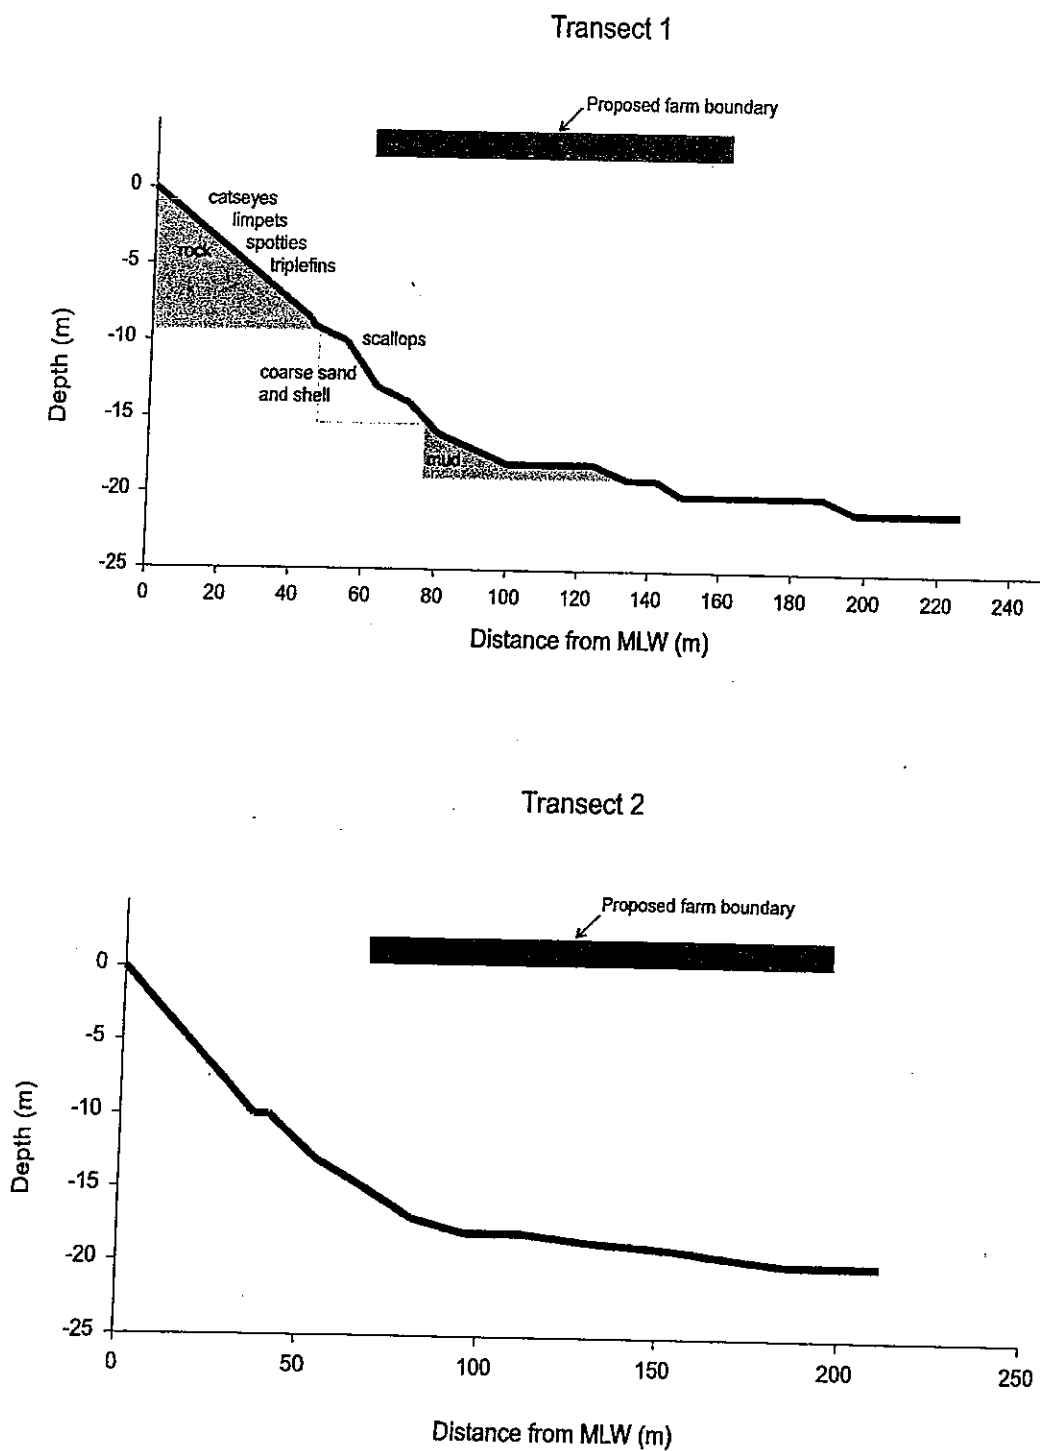 Transect 1
Proposed farm boundary
0
-5
-10
-15
-20
-25
Depth (m)
catseyes
limpets
spotties
triplefins
rock
scallops
coarse sand
and shell
mud
0 20 40 60 80 100 120 140 160 180 200 220 240
Distance from MLW (m)
Transect 2
Proposed farm boundary
0
-5
-10
-15
-20
-25
Depth (m)
0 50 100 150 200 250
Distance from MLW (m)